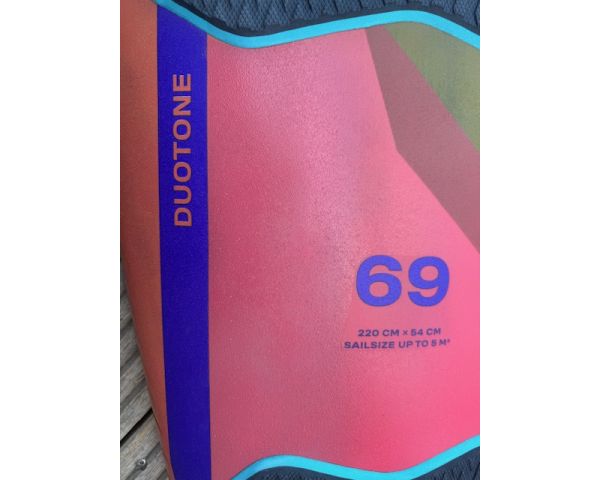 DUOTONE
69
220 CM × 54 CM
SAILSIZE UP TO 5 M²